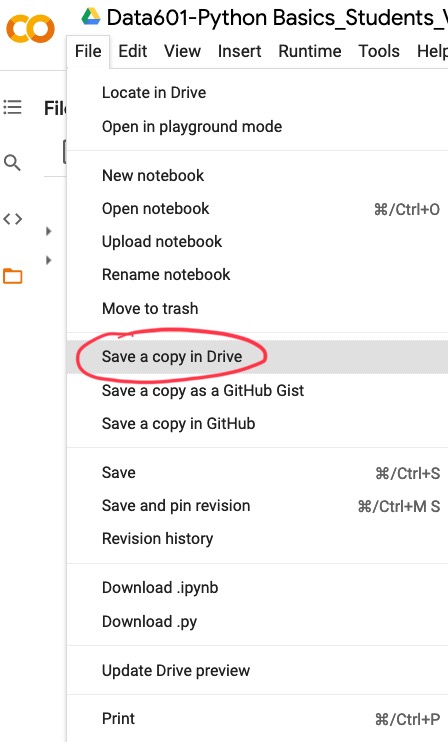 Data601-Python Basics_Students_
File Edit View Insert Runtime Tools Help
Locate in Drive
Open in playground mode
New notebook
Open notebook ⌘/Ctrl+O
Upload notebook
Rename notebook
Move to trash
Save a copy in Drive
Save a copy as a GitHub Gist
Save a copy in GitHub
Save ⌘/Ctrl+S
Save and pin revision ⌘/Ctrl+M S
Revision history
Download .ipynb
Download .py
Update Drive preview
Print ⌘/Ctrl+P